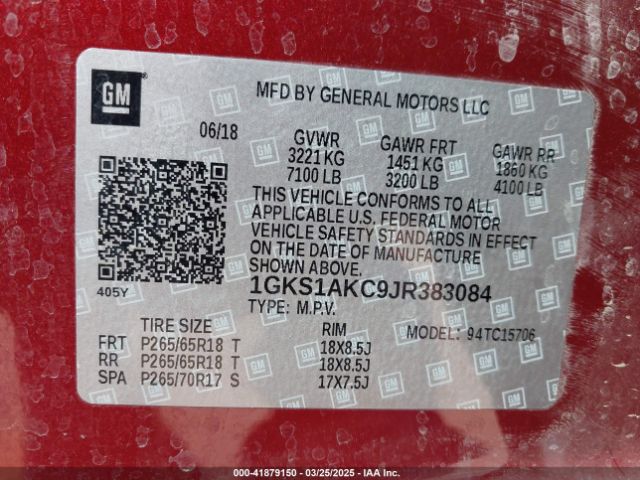 GM
MFD BY GENERAL MOTORS LLC
06/18
GVWR
3221 KG
7100 LB
GAWR FRT
1451 KG
3200 LB
GAWR RR
1860 KG
4100 LB
THIS VEHICLE CONFORMS TO ALL
APPLICABLE U.S. FEDERAL MOTOR
VEHICLE SAFETY STANDARDS IN EFFECT
ON THE DATE OF MANUFACTURE
SHOWN ABOVE.
405Y
1GKS1AKC9JR383084
TYPE: M.P.V.
MODEL: 94TC15706
TIRE SIZE RIM
FRT P265/65R18 T 18X8.5J
RR P265/65R18 T 18X8.5J
SPA P265/70R17 S 17X7.5J
000-41879150 — 03/25/2025 — IAA Inc.